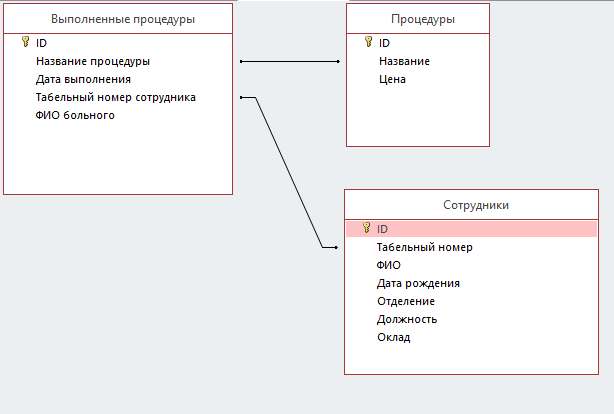 Выполненные процедуры
ID
Название процедуры
Дата выполнения
Табельный номер сотрудника
ФИО больного
Процедуры
ID
Название
Цена
Сотрудники
ID
Табельный номер
ФИО
Дата рождения
Отделение
Должность
Оклад